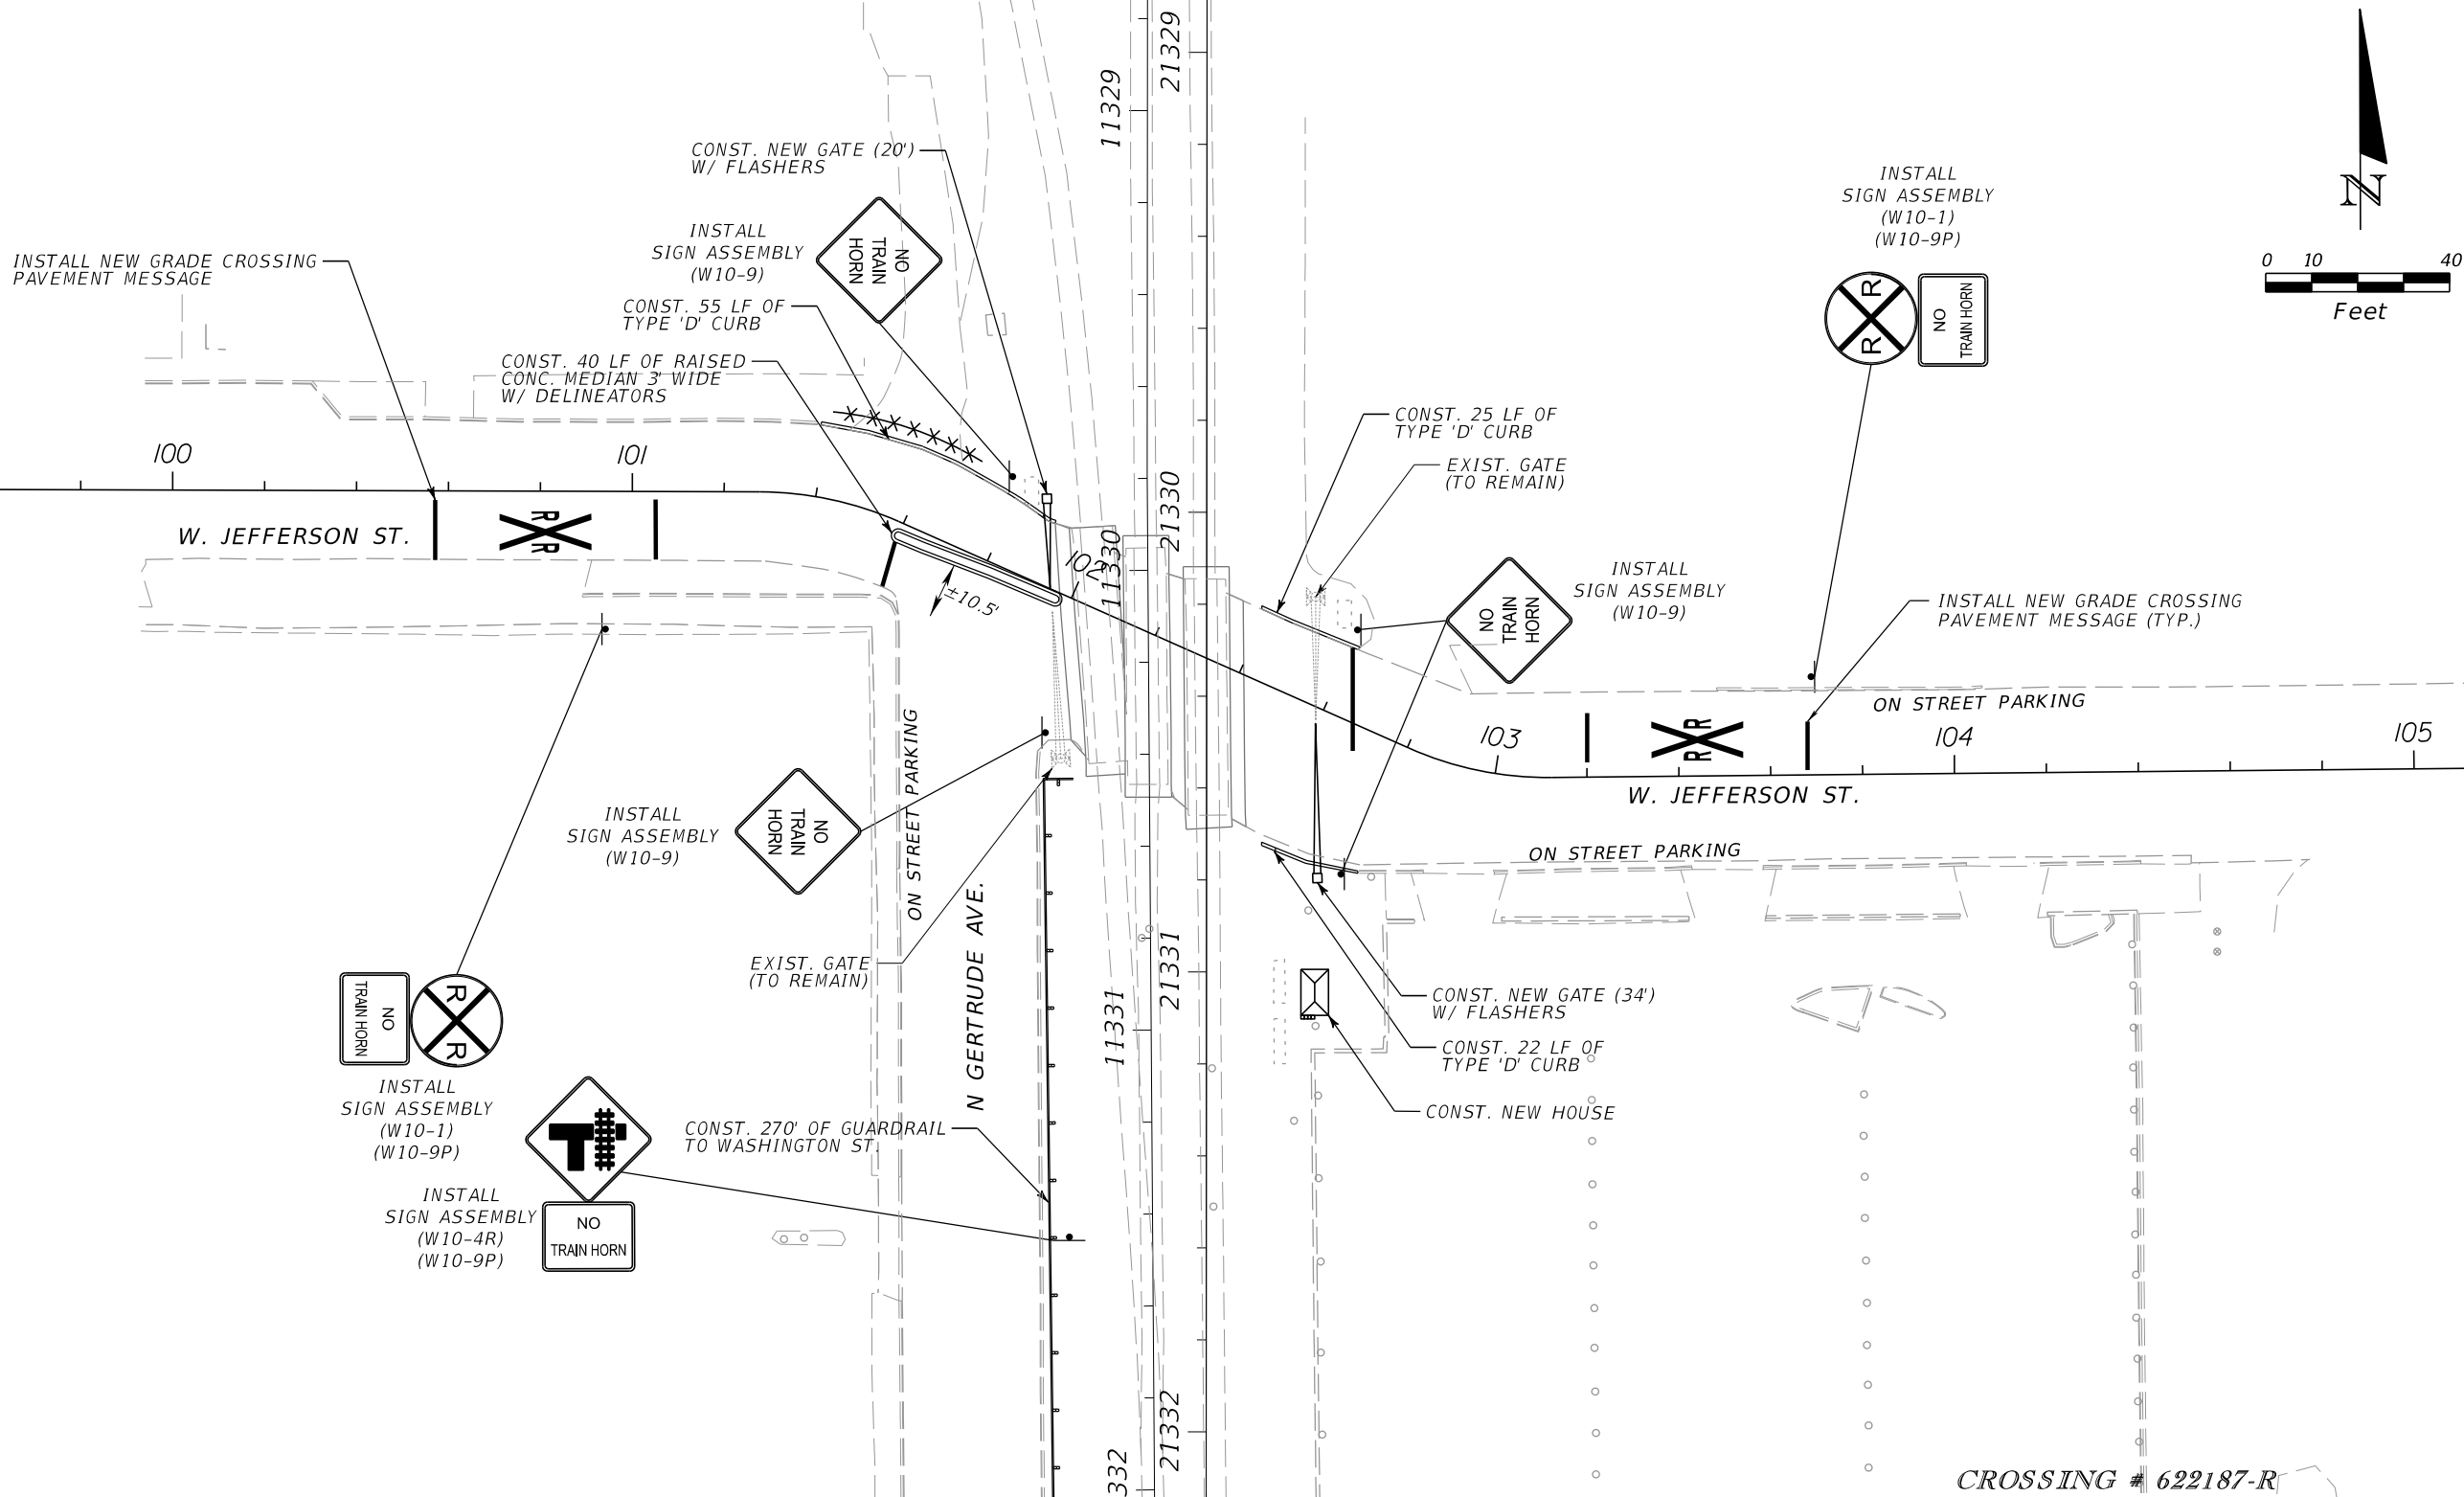 21329
11329
N
0 10 40
Feet
CONST. NEW GATE (20')
W/ FLASHERS
NO
TRAIN
HORN
INSTALL
SIGN ASSEMBLY
(W10-9)
INSTALL NEW GRADE CROSSING
PAVEMENT MESSAGE
CONST. 55 LF OF
TYPE 'D' CURB
CONST. 40 LF OF RAISED
CONC. MEDIAN 3' WIDE
W/ DELINEATORS
INSTALL
SIGN ASSEMBLY
(W10-1)
(W10-9P)
R
R
NO
TRAIN HORN
CONST. 25 LF OF
TYPE 'D' CURB
EXIST. GATE
(TO REMAIN)
100
101
102
W. JEFFERSON ST.
R
R
±10.5'
21330
11330
NO
TRAIN
HORN
INSTALL
SIGN ASSEMBLY
(W10-9)
INSTALL NEW GRADE CROSSING
PAVEMENT MESSAGE (TYP.)
ON STREET PARKING
103
104
105
R
R
W. JEFFERSON ST.
ON STREET PARKING
ON STREET PARKING
N GERTRUDE AVE.
INSTALL
SIGN ASSEMBLY
(W10-9)
NO
TRAIN
HORN
EXIST. GATE
(TO REMAIN)
21331
11331
CONST. NEW GATE (34')
W/ FLASHERS
CONST. 22 LF OF
TYPE 'D' CURB
CONST. NEW HOUSE
NO
TRAIN HORN
R
R
INSTALL
SIGN ASSEMBLY
(W10-1)
(W10-9P)
CONST. 270' OF GUARDRAIL
TO WASHINGTON ST.
INSTALL
SIGN ASSEMBLY
(W10-4R)
(W10-9P)
NO
TRAIN HORN
21332
332
CROSSING # 622187-R